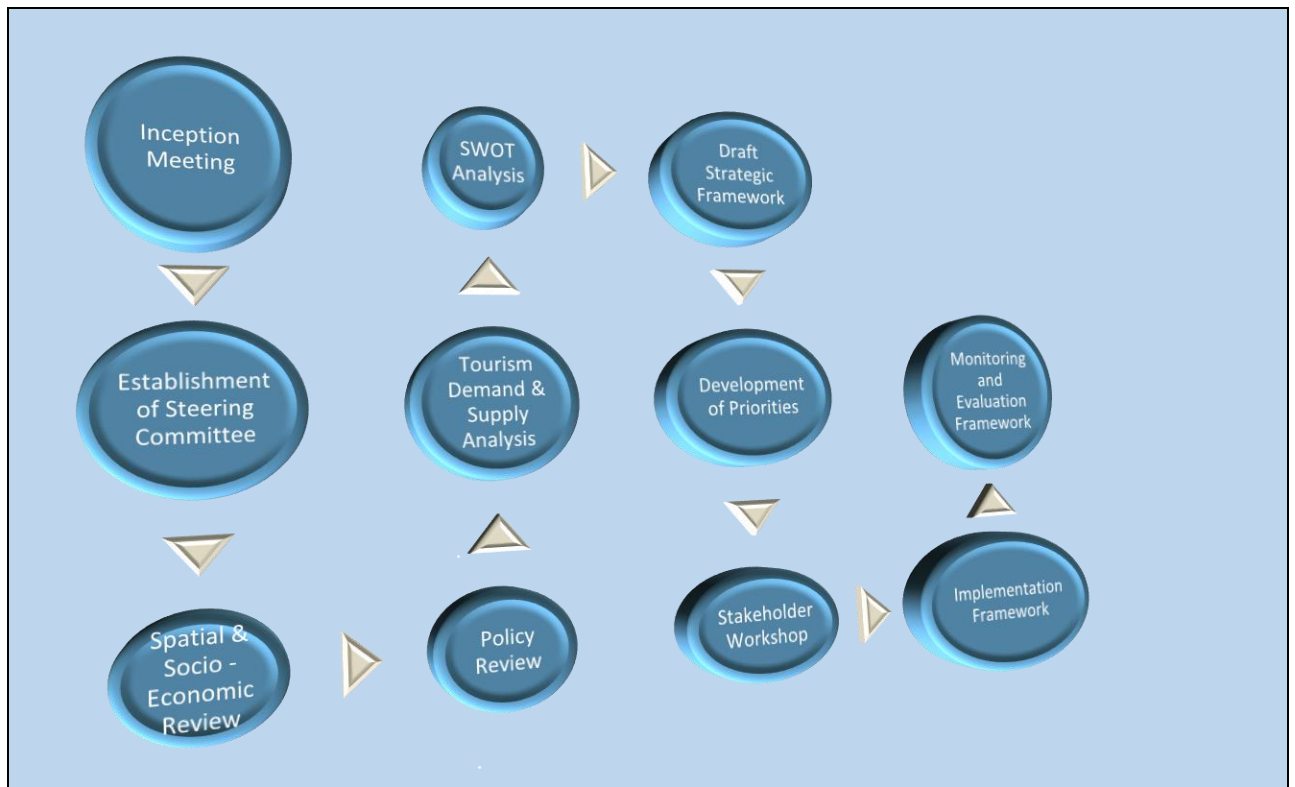 Inception
Meeting
Establishment
of Steering
Committee
Spatial &
Socio -
Economic
Review
Policy
Review
Tourism
Demand &
Supply
Analysis
SWOT
Analysis
Draft
Strategic
Framework
Development
of Priorities
Stakeholder
Workshop
Implementation
Framework
Monitoring
and
Evaluation
Framework